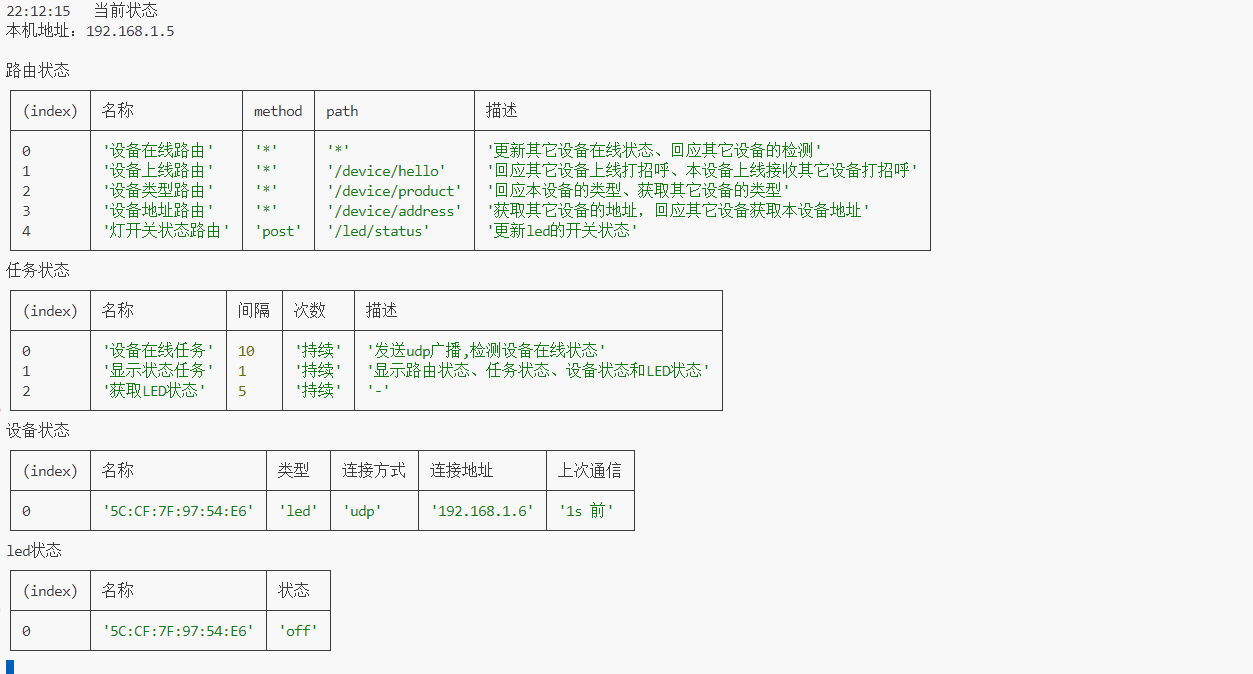 22:12:15 当前状态
本机地址: 192.168.1.5
路由状态
(index) 名称 method path 描述
0 '设备在线路由' '*' '*' '更新其它设备在线状态、回应其它设备的检测'
1 '设备上线路由' '*' '/device/hello' '回应其它设备上线打招呼、本设备上线接收其它设备打招呼'
2 '设备类型路由' '*' '/device/product' '回应本设备的类型、获取其它设备的类型'
3 '设备地址路由' '*' '/device/address' '获取其它设备的地址，回应其它设备获取本设备地址'
4 '灯开关状态路由' 'post' '/led/status' '更新led的开关状态'
任务状态
(index) 名称 间隔 次数 描述
0 '设备在线任务' 10 '持续' '发送udp广播,检测设备在线状态'
1 '显示状态任务' 1 '持续' '显示路由状态、任务状态、设备状态和LED状态'
2 '获取LED状态' 5 '持续' '-'
设备状态
(index) 名称 类型 连接方式 连接地址 上次通信
0 '5C:CF:7F:97:54:E6' 'led' 'udp' '192.168.1.6' '1s 前'
led状态
(index) 名称 状态
0 '5C:CF:7F:97:54:E6' 'off'